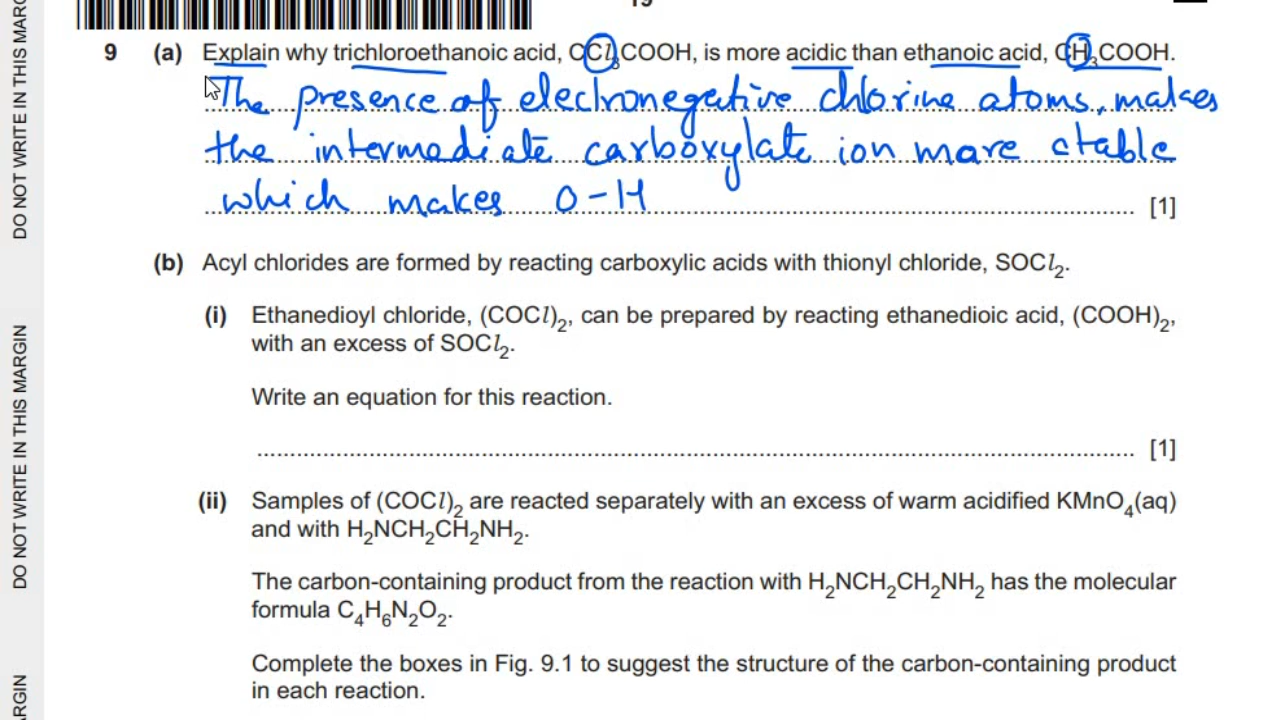 19
9 (a) Explain why trichloroethanoic acid, CCl₃COOH, is more acidic than ethanoic acid, CH₃COOH.
The presence of electronegative chlorine atoms, makes
the intermediate carboxylate ion more stable
which makes O-H [1]
(b) Acyl chlorides are formed by reacting carboxylic acids with thionyl chloride, SOCl₂.
(i) Ethanedioyl chloride, (COCl)₂, can be prepared by reacting ethanedioic acid, (COOH)₂,
with an excess of SOCl₂.
Write an equation for this reaction.
[1]
(ii) Samples of (COCl)₂ are reacted separately with an excess of warm acidified KMnO₄(aq)
and with H₂NCH₂CH₂NH₂.
The carbon-containing product from the reaction with H₂NCH₂CH₂NH₂ has the molecular
formula C₄H₆N₂O₂.
Complete the boxes in Fig. 9.1 to suggest the structure of the carbon-containing product
in each reaction.
DO NOT WRITE IN THIS MARGIN
DO NOT WRITE IN THIS MARGIN